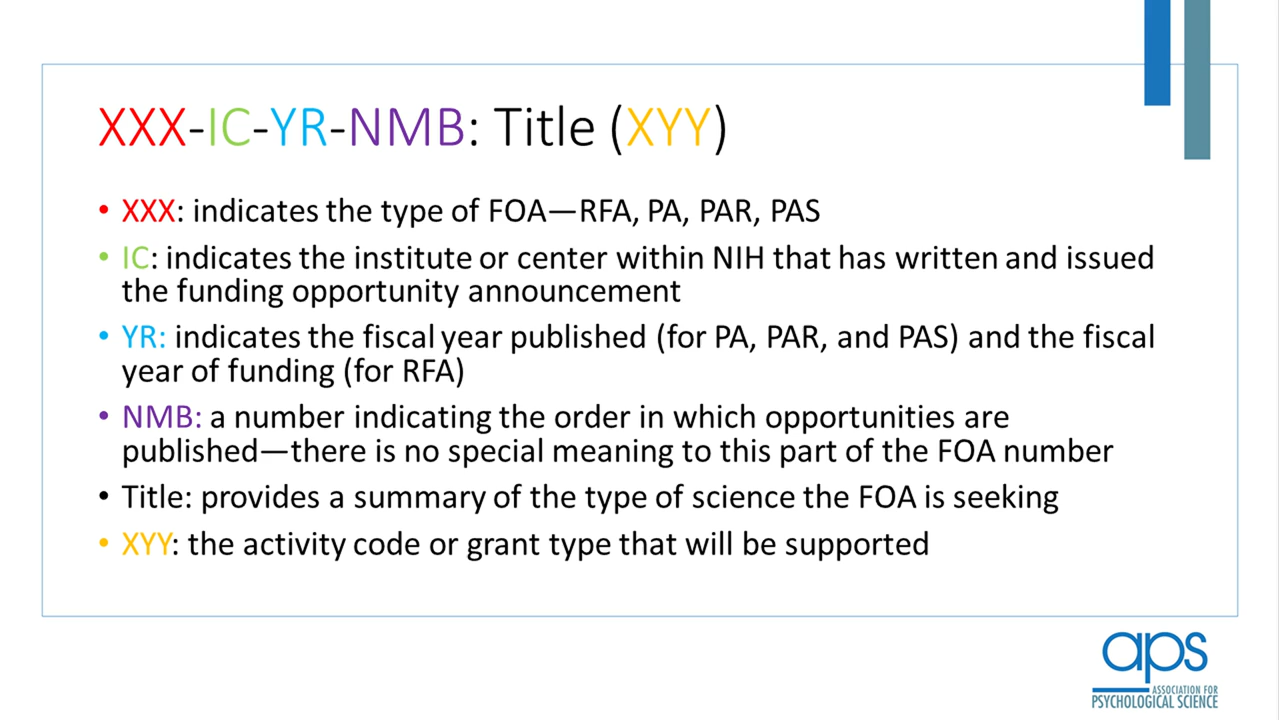 XXX-IC-YR-NMB: Title (XYY)
• XXX: indicates the type of FOA—RFA, PA, PAR, PAS
• IC: indicates the institute or center within NIH that has written and issued
the funding opportunity announcement
• YR: indicates the fiscal year published (for PA, PAR, and PAS) and the fiscal
year of funding (for RFA)
• NMB: a number indicating the order in which opportunities are
published—there is no special meaning to this part of the FOA number
• Title: provides a summary of the type of science the FOA is seeking
• XYY: the activity code or grant type that will be supported
aps
ASSOCIATION FOR
PSYCHOLOGICAL SCIENCE